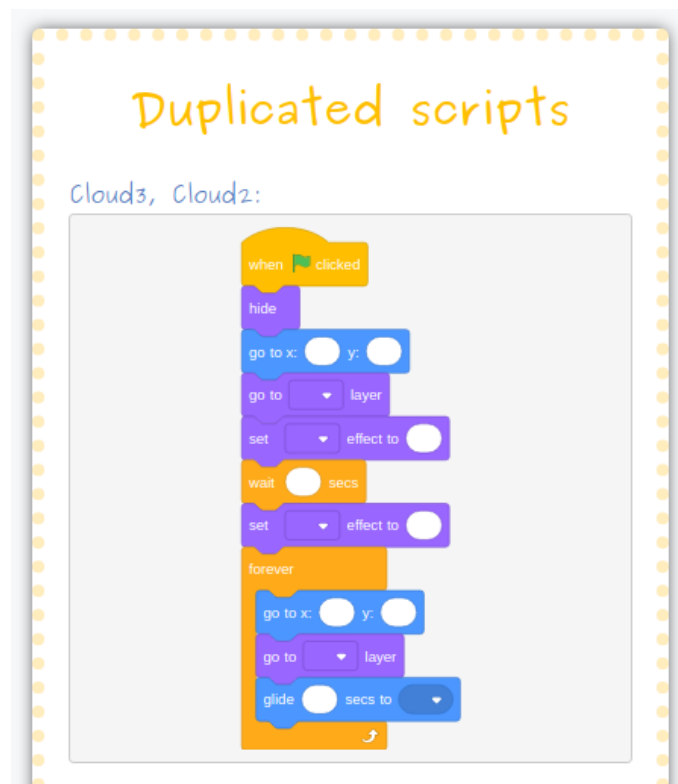 Duplicated scripts
Cloud3, Cloud2:
when clicked
hide
go to x: y:
go to layer
set effect to
wait secs
set effect to
forever
go to x: y:
go to layer
glide secs to